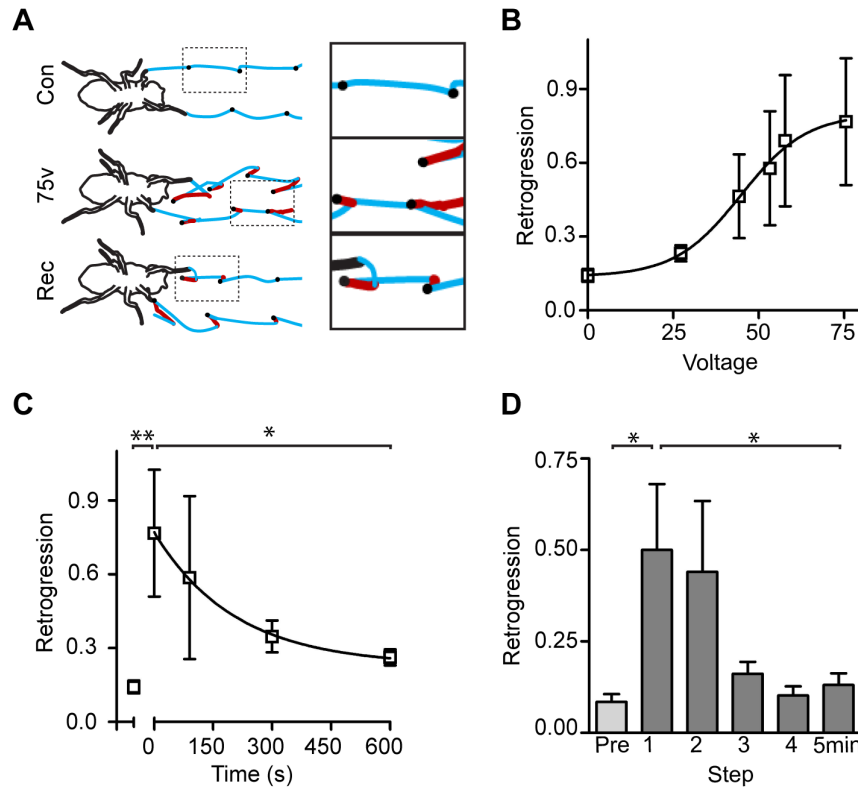 A
Con
75v
Rec
B
Retrogression
0.9
0.6
0.3
0.0
0 25 50 75
Voltage
C
** *
Retrogression
0.9
0.6
0.3
0.0
0 150 300 450 600
Time (s)
D
* *
Retrogression
0.75
0.50
0.25
0.00
Pre 1 2 3 4 5min
Step